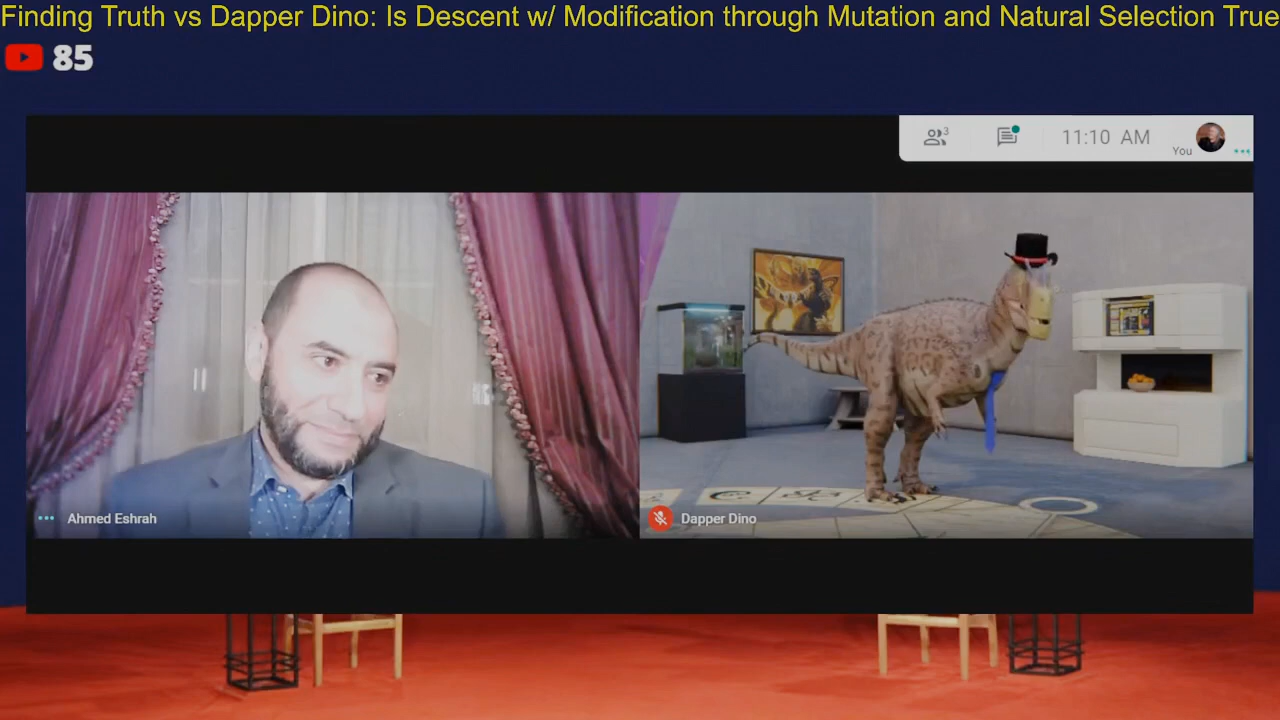 Finding Truth vs Dapper Dino: Is Descent w/ Modification through Mutation and Natural Selection True
85
3
11:10 AM
You
Ahmed Eshrah
Dapper Dino